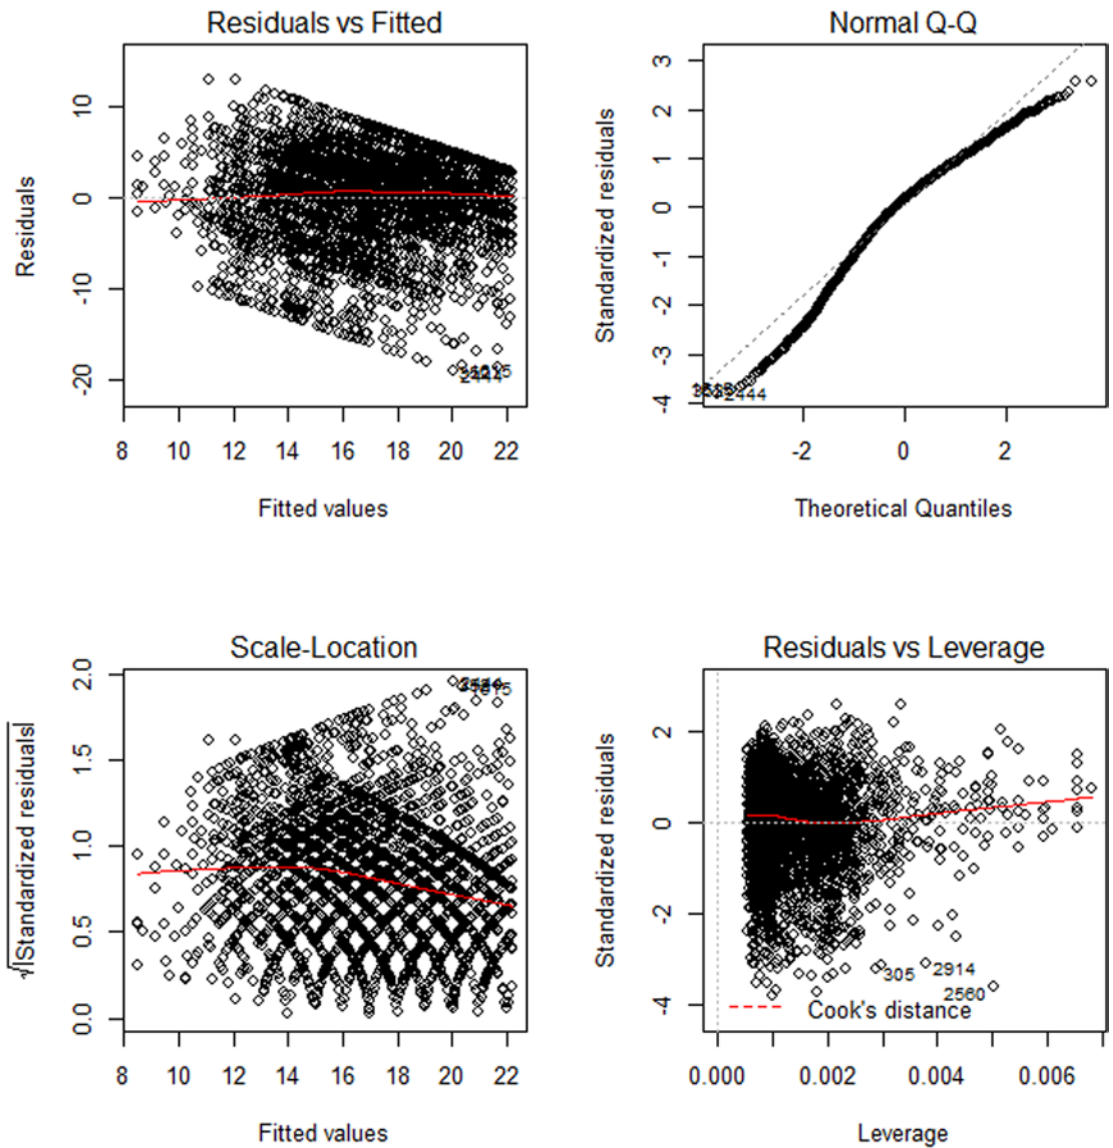 Residuals vs Fitted
Residuals
10
0
-10
-20
2444
8 10 12 14 16 18 20 22
Fitted values
Normal Q-Q
Standardized residuals
3
2
1
0
-1
-2
-3
-4
2444
-2 0 2
Theoretical Quantiles
Scale-Location
√|Standardized residuals|
2.0
1.5
1.0
0.5
0.0
8 10 12 14 16 18 20 22
Fitted values
Residuals vs Leverage
Standardized residuals
2
0
-2
-4
305
2914
2560
Cook's distance
0.000 0.002 0.004 0.006
Leverage